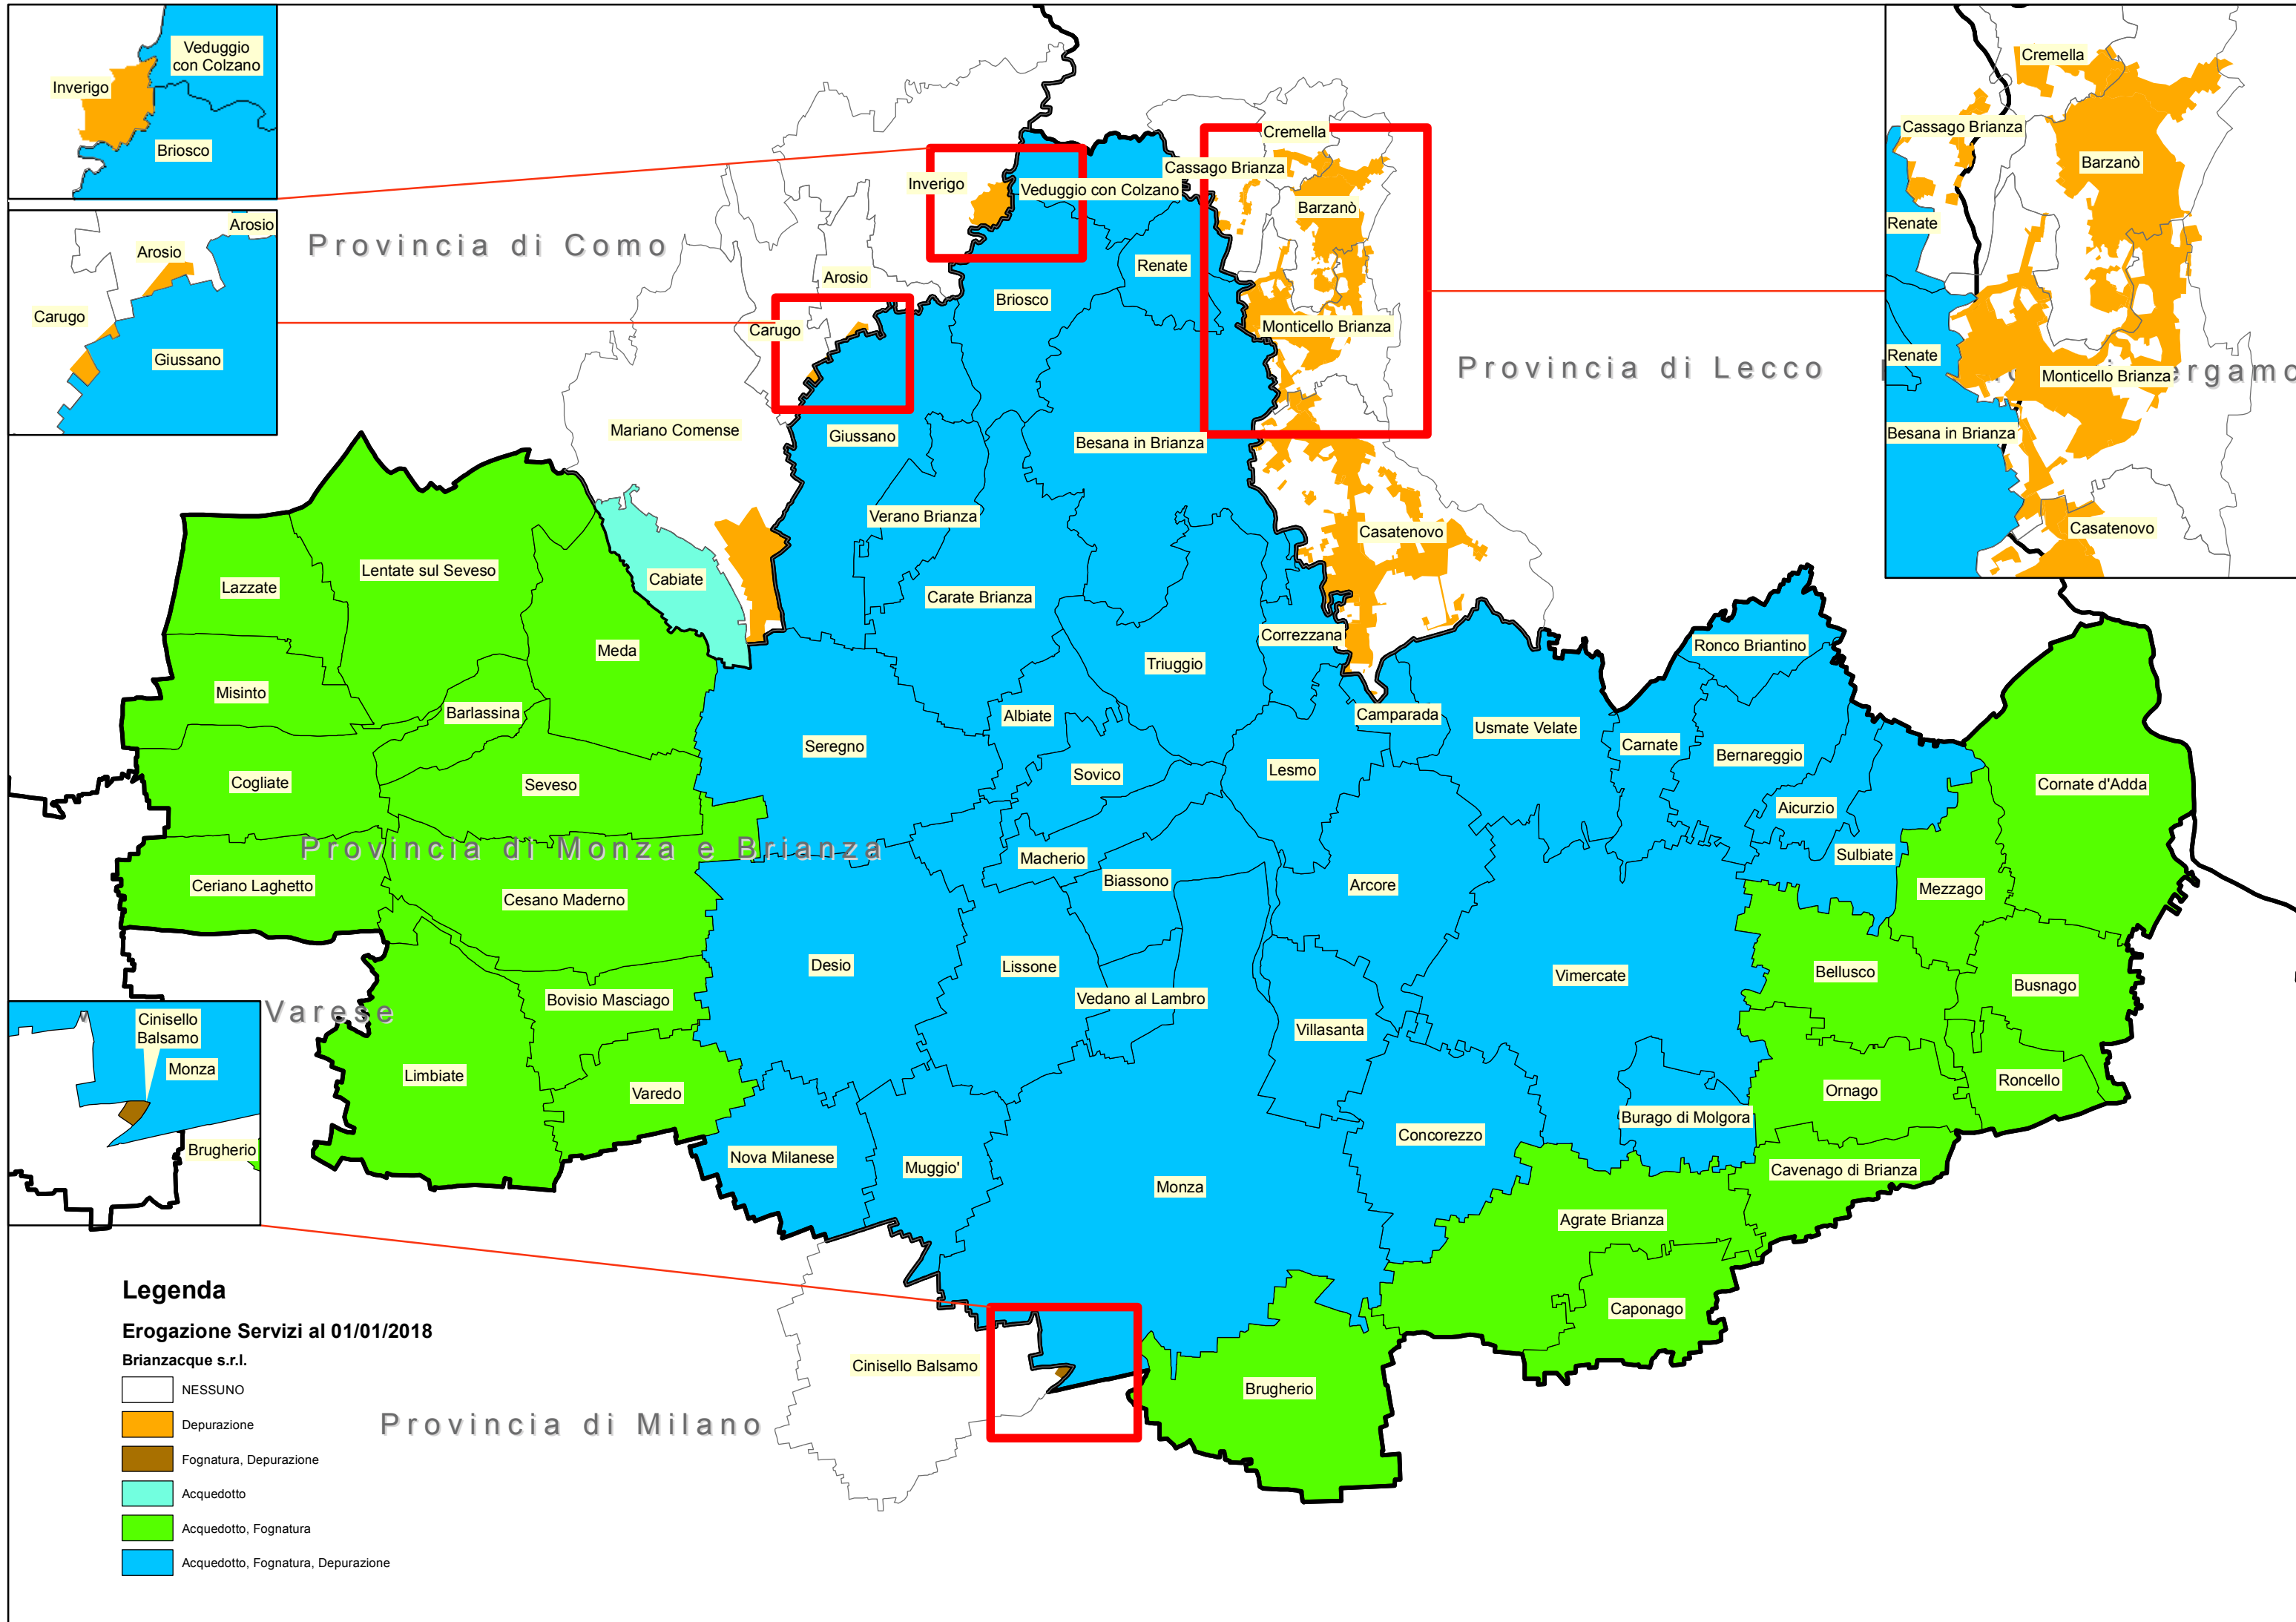 Veduggio
con Colzano
Inverigo
Briosco
Arosio
Arosio
Carugo
Giussano
Provincia di Como
Inverigo
Veduggio con Colzano
Cremella
Cassago Brianza
Barzanò
Arosio
Renate
Briosco
Carugo
Monticello Brianza
Provincia di Lecco
Cremella
Cassago Brianza
Barzanò
Renate
Renate
Monticello Brianza
ergamo
Besana in Brianza
Casatenovo
Mariano Comense
Giussano
Besana in Brianza
Verano Brianza
Casatenovo
Lentate sul Seveso
Lazzate
Cabiate
Carate Brianza
Correzzana
Ronco Briantino
Meda
Triuggio
Misinto
Barlassina
Albiate
Camparada
Usmate Velate
Carnate
Bernareggio
Seregno
Cogliate
Seveso
Sovico
Lesmo
Cornate d'Adda
Aicurzio
Provincia di Monza e Brianza
Macherio
Sulbiate
Ceriano Laghetto
Cesano Maderno
Biassono
Arcore
Mezzago
Desio
Lissone
Vimercate
Bellusco
Busnago
Bovisio Masciago
Vedano al Lambro
Varese
Villasanta
Cinisello
Balsamo
Monza
Brugherio
Limbiate
Varedo
Ornago
Roncello
Burago di Molgora
Concorezzo
Nova Milanese
Muggio'
Cavenago di Brianza
Monza
Agrate Brianza
Caponago
Cinisello Balsamo
Brugherio
Provincia di Milano
Legenda
Erogazione Servizi al 01/01/2018
Brianzacque s.r.l.
NESSUNO
Depurazione
Fognatura, Depurazione
Acquedotto
Acquedotto, Fognatura
Acquedotto, Fognatura, Depurazione